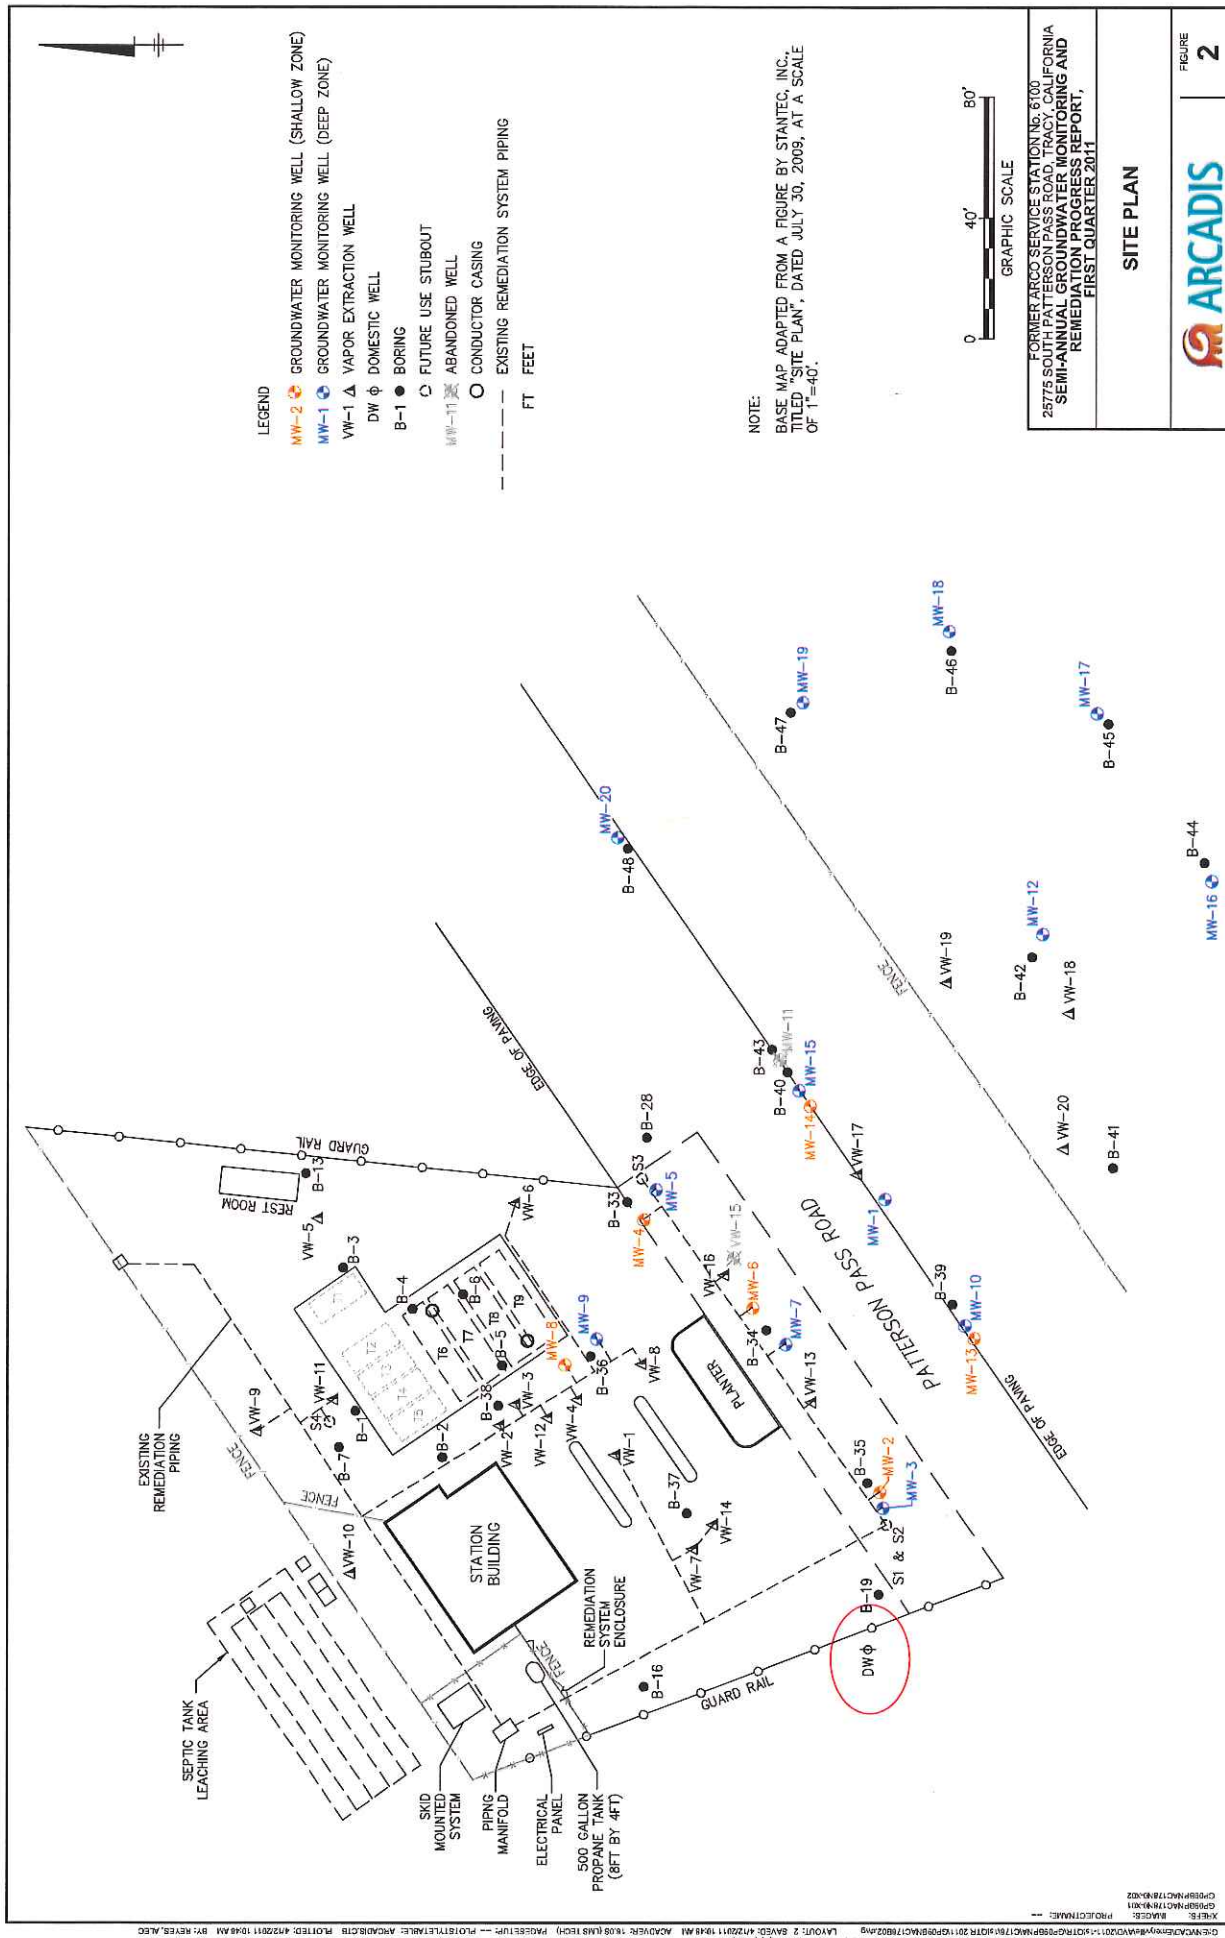 LEGEND
MW-2 GROUNDWATER MONITORING WELL (SHALLOW ZONE)
MW-1 GROUNDWATER MONITORING WELL (DEEP ZONE)
VW-1 VAPOR EXTRACTION WELL
DW DOMESTIC WELL
B-1 BORING
FUTURE USE STUBOUT
MW-11 ABANDONED WELL
CONDUCTOR CASING
EXISTING REMEDIATION SYSTEM PIPING
FT FEET
NOTE:
BASE MAP ADAPTED FROM A FIGURE BY STANTEC, INC.,
TITLED "SITE PLAN", DATED JULY 30, 2009, AT A SCALE
OF 1"=40'.
0 40' 80'
GRAPHIC SCALE
FORMER ARCO SERVICE STATION No. 6100
25775 SOUTH PATTERSON PASS ROAD, TRACY, CALIFORNIA
SEMI-ANNUAL GROUNDWATER MONITORING AND
REMEDIATION PROGRESS REPORT,
FIRST QUARTER 2011
SITE PLAN
ARCADIS
FIGURE
2
SEPTIC TANK
LEACHING AREA
EXISTING
REMEDIATION
PIPING
FENCE
FENCE
VW-9
VW-10
S4
VW-11
B-7
B-1
B-2
STATION
BUILDING
SKID
MOUNTED
SYSTEM
PIPNG
MANIFOLD
ELECTRICAL
PANEL
500 GALLON
PROPANE TANK
(8FT BY 4FT)
FENCE
REMEDIATION
SYSTEM
ENCLOSURE
B-16
GUARD RAIL
DW
B-19
S1 & S2
REST ROOM
B-13
GUARD RAIL
VW-5
B-3
B-4
T2
T4
T5
T6
T7
T8
T9
B-6
B-5
VW-6
B-38
VW-3
VW-2
VW-12
VW-4
MW-8
MW-9
B-36
VW-8
VW-1
B-37
VW-7
VW-14
PLANTER
B-33
S3
B-28
MW-4
MW-5
VW-16
VW-15
MW-6
B-34
MW-7
VW-13
B-35
MW-2
MW-3
EDGE OF PAVING
PATTERSON PASS ROAD
EDGE OF PAVING
MW-20
B-48
B-43
MW-11
B-40
MW-15
MW-14
VW-17
MW-1
B-39
MW-10
MW-13
FENCE
B-47
MW-19
MW-18
B-46
MW-17
B-45
B-44
MW-16
MW-12
B-42
VW-19
VW-18
VW-20
B-41
XREFS:
IMAGES:
PROJECTNAME: ---